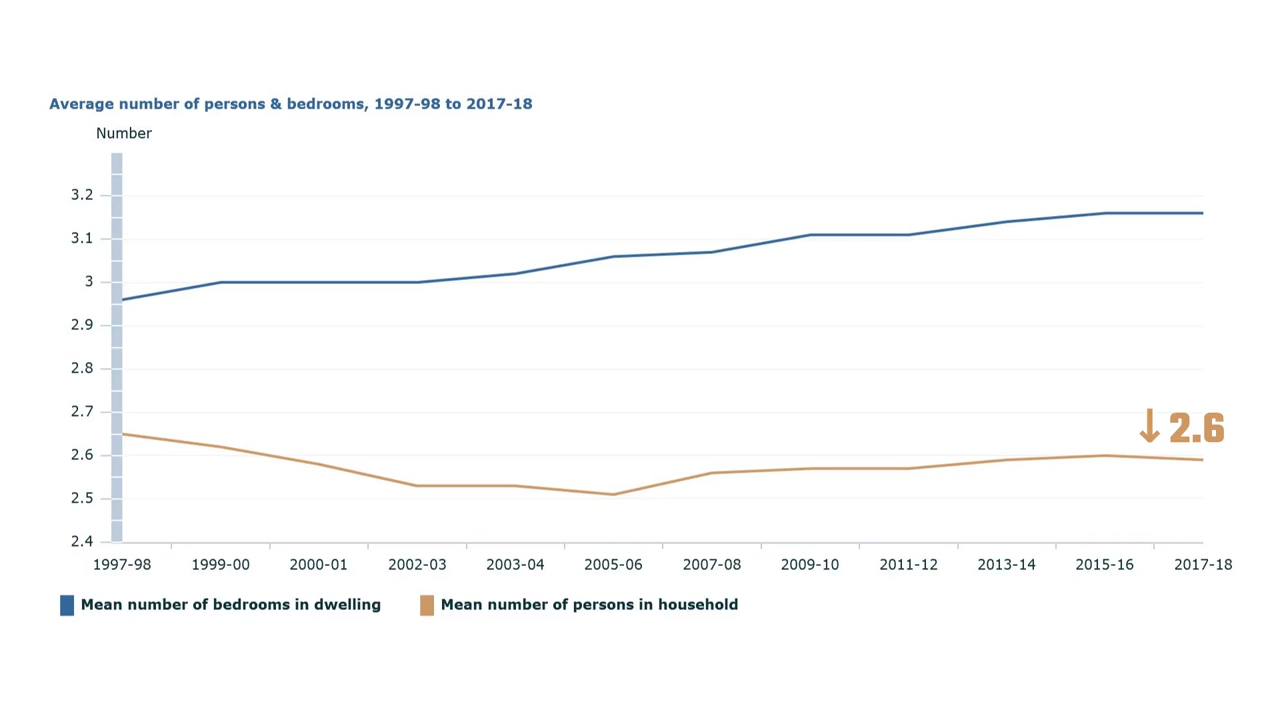 Average number of persons & bedrooms, 1997-98 to 2017-18
Number
3.2
3.1
3
2.9
2.8
2.7
↓ 2.6
2.6
2.5
2.4
1997-98 1999-00 2000-01 2002-03 2003-04 2005-06 2007-08 2009-10 2011-12 2013-14 2015-16 2017-18
Mean number of bedrooms in dwelling Mean number of persons in household